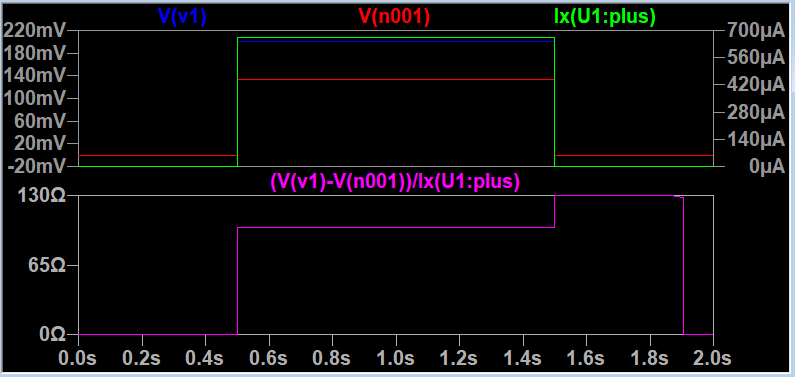 V(v1) V(n001) Ix(U1:plus)
220mV 700µA
180mV 560µA
140mV 420µA
100mV 280µA
60mV 140µA
20mV 0µA
-20mV
(V(v1)-V(n001))/Ix(U1:plus)
130Ω
65Ω
0Ω
0.0s 0.2s 0.4s 0.6s 0.8s 1.0s 1.2s 1.4s 1.6s 1.8s 2.0s